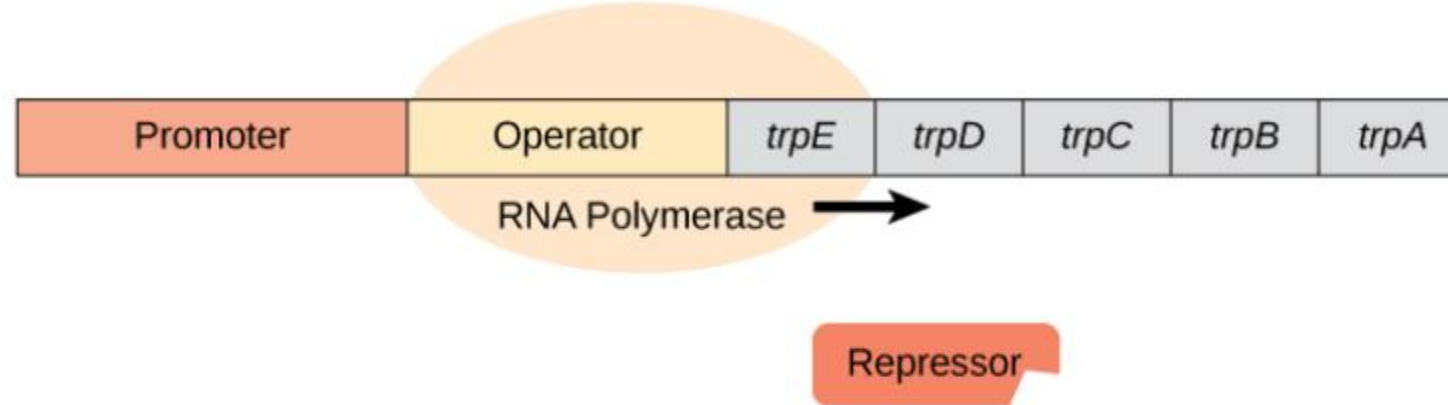 Promoter Operator trpE trpD trpC trpB trpA
RNA Polymerase
Repressor